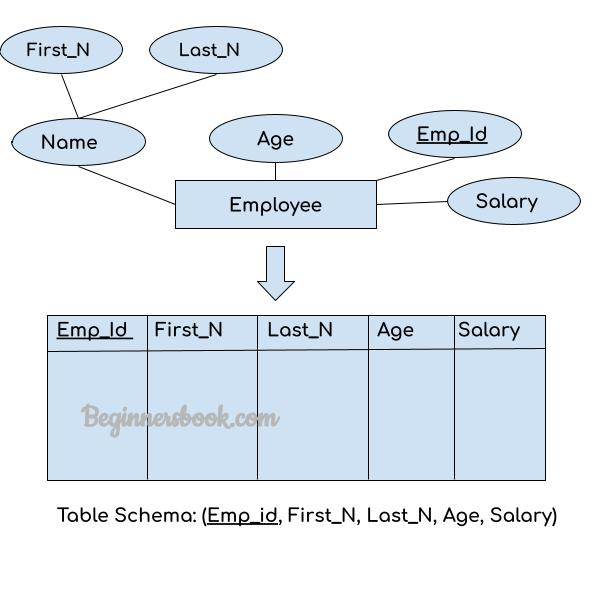 First_N
Last_N
Name
Age
Emp_Id
Employee
Salary
Emp_Id First_N Last_N Age Salary
Beginnersbook.com
Table Schema: (Emp_id, First_N, Last_N, Age, Salary)